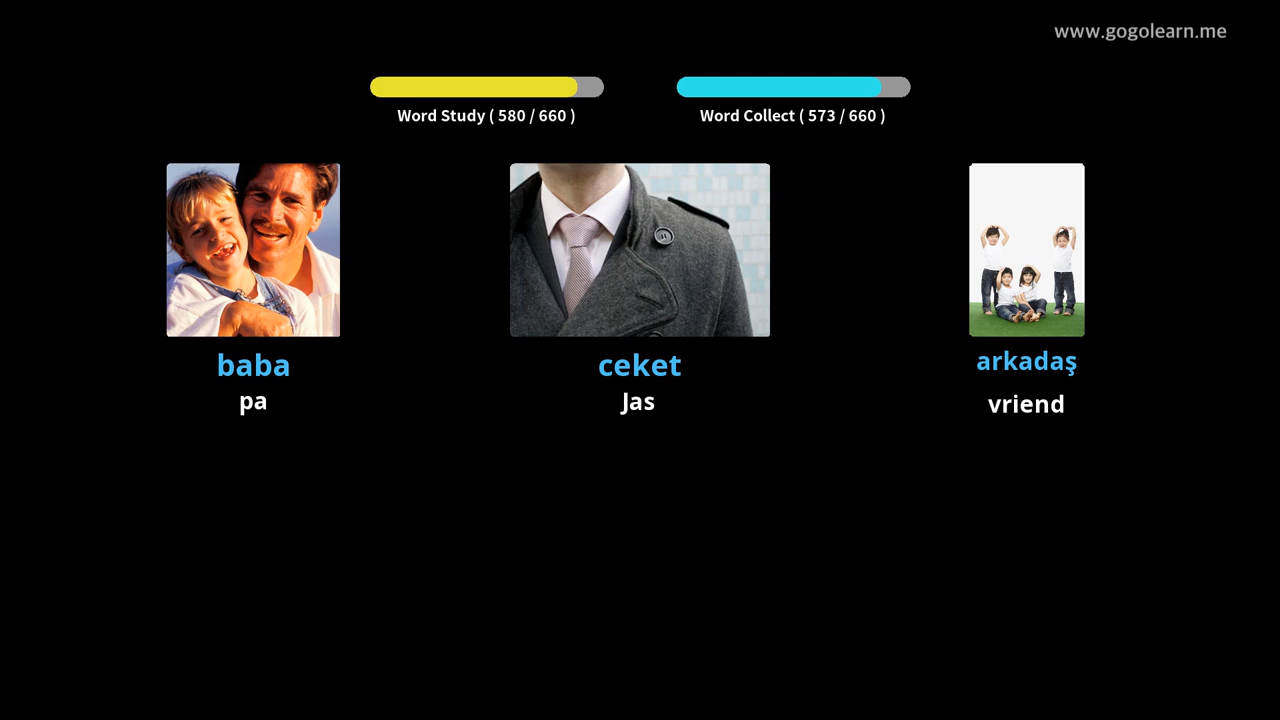 www.gogolearn.me
Word Study ( 580 / 660 )
Word Collect ( 573 / 660 )
baba
ceket
arkadaş
pa
Jas
vriend